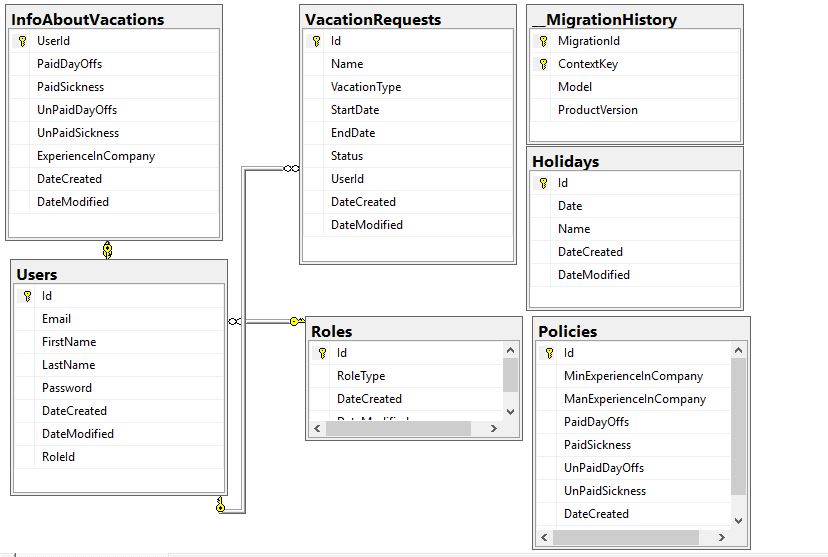 InfoAboutVacations
UserId
PaidDayOffs
PaidSickness
UnPaidDayOffs
UnPaidSickness
ExperienceInCompany
DateCreated
DateModified
VacationRequests
Id
Name
VacationType
StartDate
EndDate
Status
UserId
DateCreated
DateModified
__MigrationHistory
MigrationId
ContextKey
Model
ProductVersion
Holidays
Id
Date
Name
DateCreated
DateModified
Users
Id
Email
FirstName
LastName
Password
DateCreated
DateModified
RoleId
Roles
Id
RoleType
DateCreated
DateModified
Policies
Id
MinExperienceInCompany
ManExperienceInCompany
PaidDayOffs
PaidSickness
UnPaidDayOffs
UnPaidSickness
DateCreated